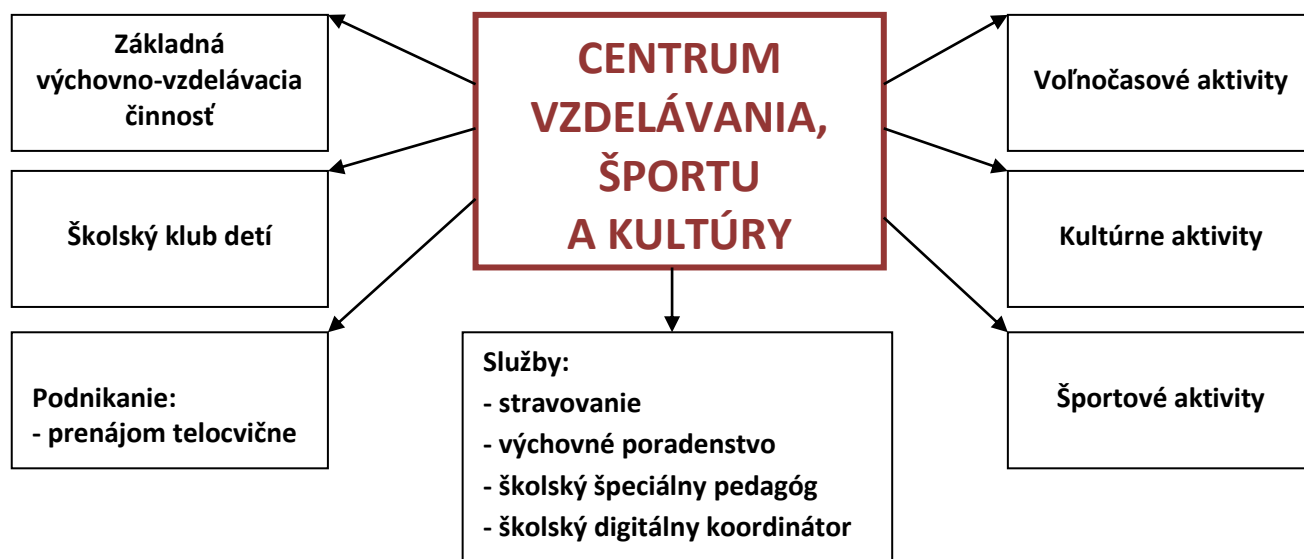 Základná
výchovno-vzdelávacia
činnosť
Školský klub detí
Podnikanie:
- prenájom telocvične
CENTRUM
VZDELÁVANIA,
ŠPORTU
A KULTÚRY
Služby:
- stravovanie
- výchovné poradenstvo
- školský špeciálny pedagóg
- školský digitálny koordinátor
Voľnočasové aktivity
Kultúrne aktivity
Športové aktivity